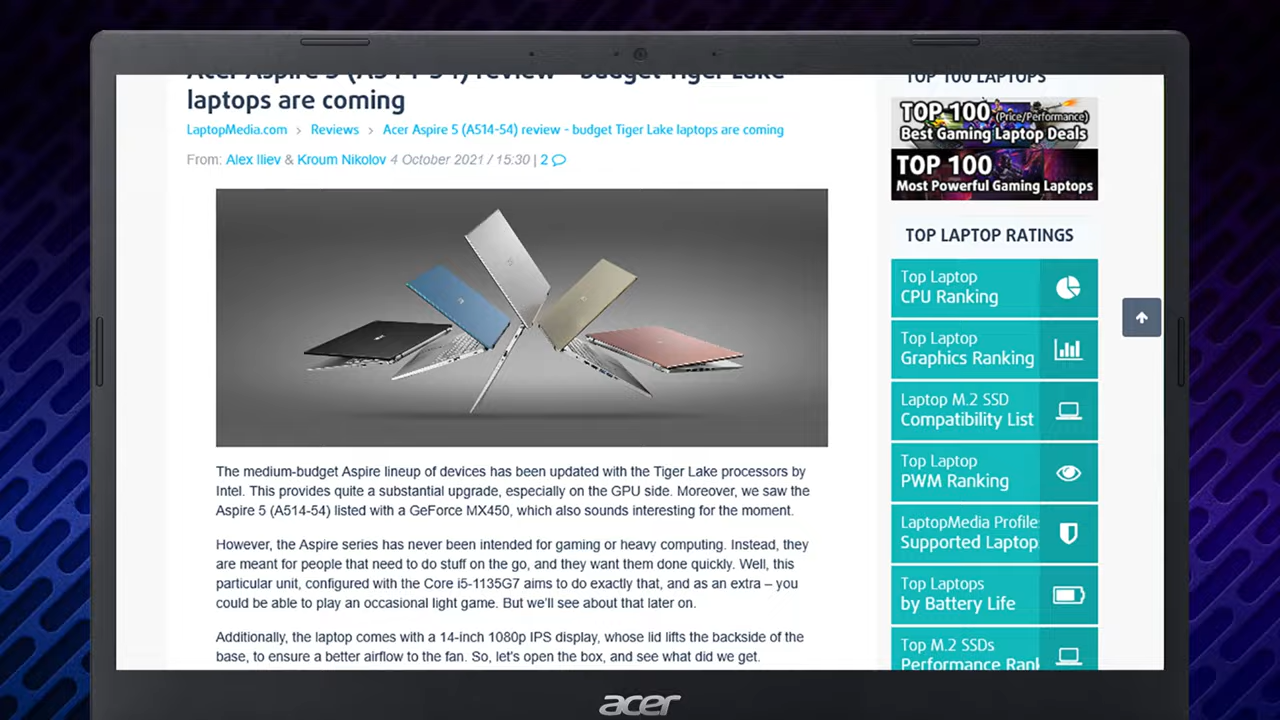 Acer Aspire 5 (A514-54) review - budget Tiger Lake
laptops are coming
LaptopMedia.com > Reviews > Acer Aspire 5 (A514-54) review - budget Tiger Lake laptops are coming
From: Alex Iliev & Kroum Nikolov 4 October 2021 / 15:30 | 2
The medium-budget Aspire lineup of devices has been updated with the Tiger Lake processors by
Intel. This provides quite a substantial upgrade, especially on the GPU side. Moreover, we saw the
Aspire 5 (A514-54) listed with a GeForce MX450, which also sounds interesting for the moment.
However, the Aspire series has never been intended for gaming or heavy computing. Instead, they
are meant for people that need to do stuff on the go, and they want them done quickly. Well, this
particular unit, configured with the Core i5-1135G7 aims to do exactly that, and as an extra – you
could be able to play an occasional light game. But we'll see about that later on.
Additionally, the laptop comes with a 14-inch 1080p IPS display, whose lid lifts the backside of the
base, to ensure a better airflow to the fan. So, let's open the box, and see what did we get.
TOP 100 LAPTOPS
TOP 100 (Price/Performance)
Best Gaming Laptop Deals
TOP 100
Most Powerful Gaming Laptops
TOP LAPTOP RATINGS
Top Laptop
CPU Ranking
Top Laptop
Graphics Ranking
Laptop M.2 SSD
Compatibility List
Top Laptop
PWM Ranking
LaptopMedia Profile
Supported Laptop
Top Laptops
by Battery Life
Top M.2 SSDs
Performance Ran
acer